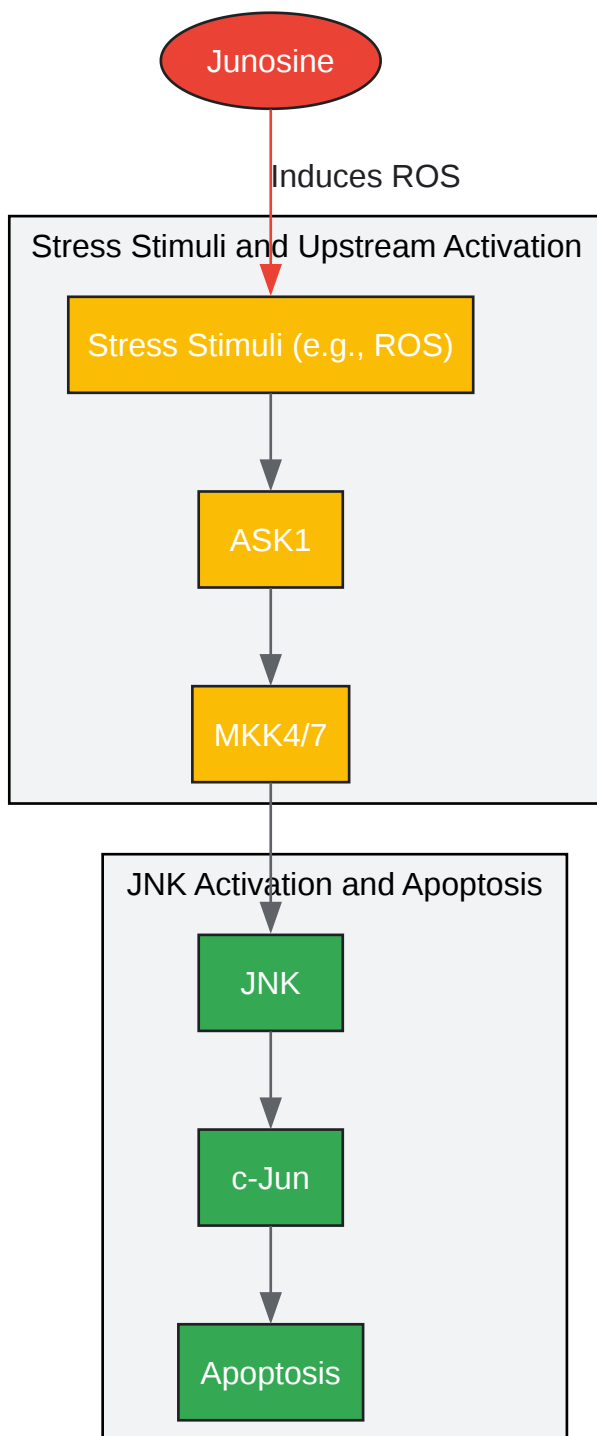 Junosine
Induces ROS
Stress Stimuli and Upstream Activation
Stress Stimuli (e.g., ROS)
ASK1
MKK4/7
JNK Activation and Apoptosis
JNK
c-Jun
Apoptosis